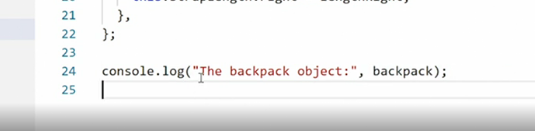 21 },
22 };
23
24 console.log("The backpack object:", backpack);
25